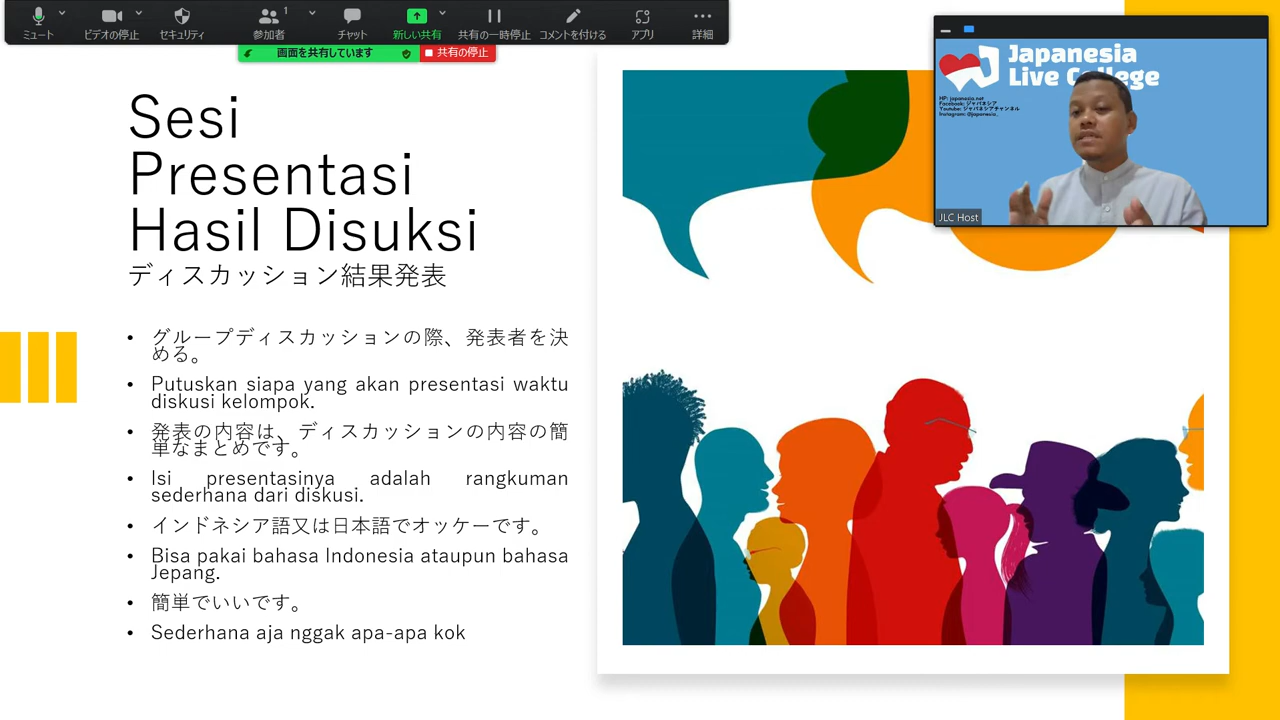 ミュート
ビデオの停止
セキュリティ
参加者
1
チャット
新しい共有
共有の一時停止
コメントを付ける
アプリ
詳細
画面を共有しています
共有の停止
Japanesia
Live College
HP: japanesia.net
Facebook: ジャパネシア
Youtube: ジャパネシアチャンネル
Instagram: @japanesia_
JLC Host
Sesi
Presentasi
Hasil Disuksi
ディスカッション結果発表
• グループディスカッションの際、発表者を決
める。
• Putuskan siapa yang akan presentasi waktu
diskusi kelompok.
• 発表の内容は、ディスカッションの内容の簡
単なまとめです。
• Isi presentasinya adalah rangkuman
sederhana dari diskusi.
• インドネシア語又は日本語でオッケーです。
• Bisa pakai bahasa Indonesia ataupun bahasa
Jepang.
• 簡単でいいです。
• Sederhana aja nggak apa-apa kok